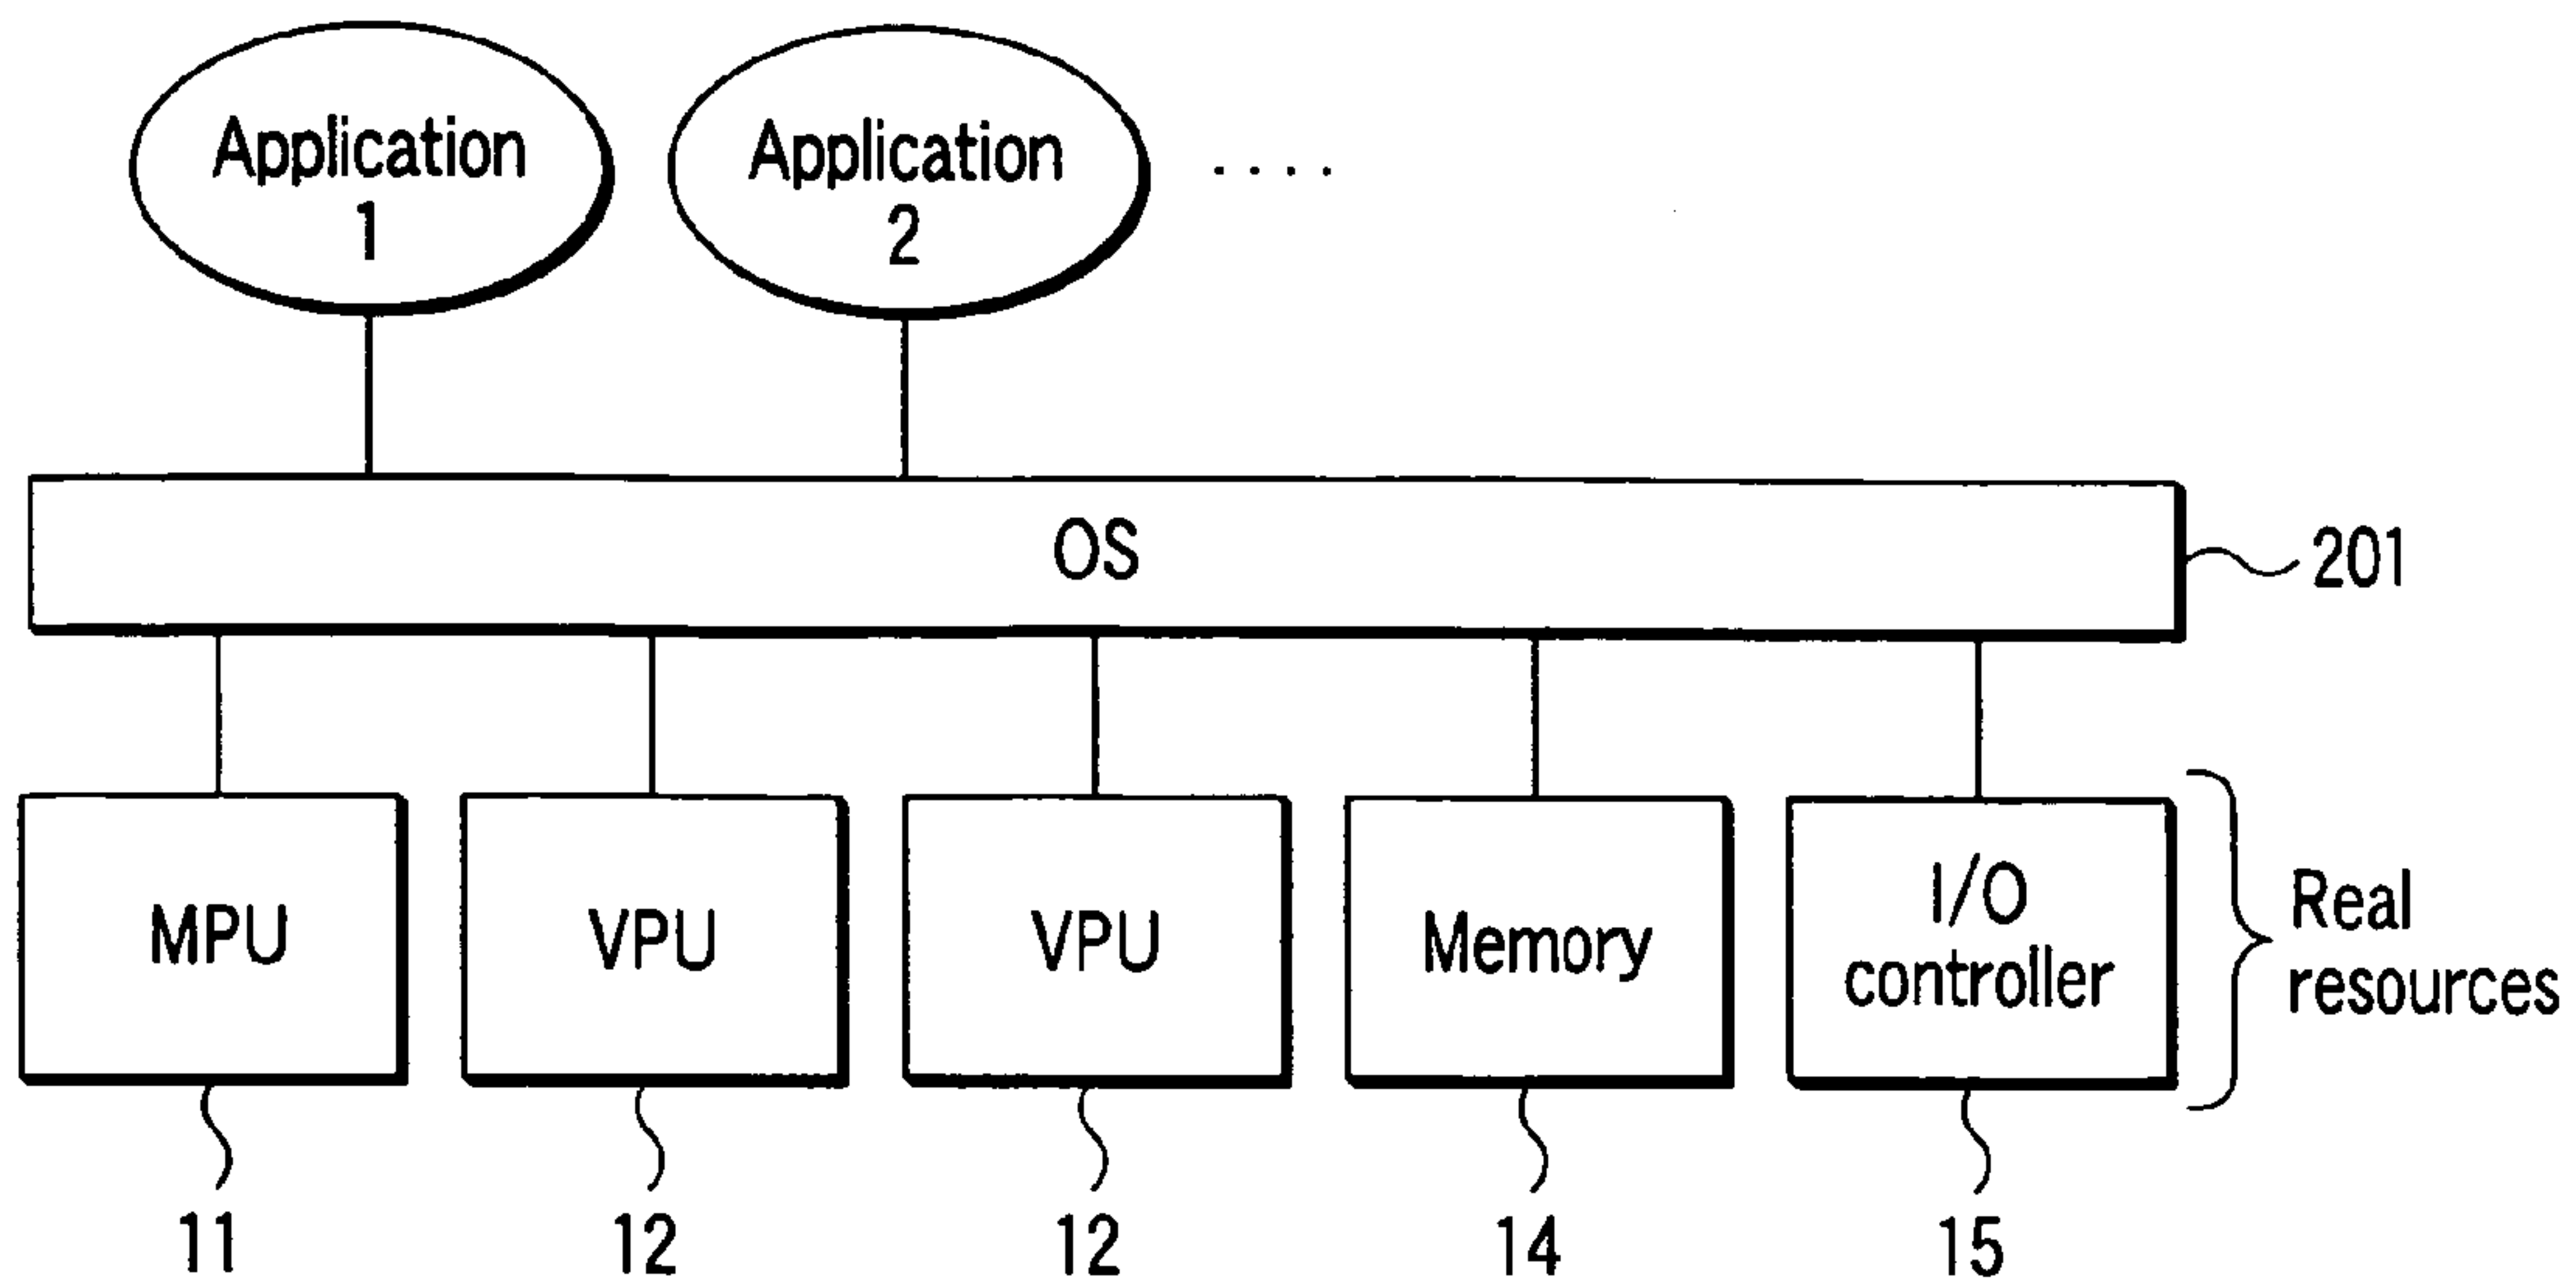 Application
1
Application
2
....
OS
201
MPU
VPU
VPU
Memory
I/O
controller
Real
resources
11
12
12
14
15